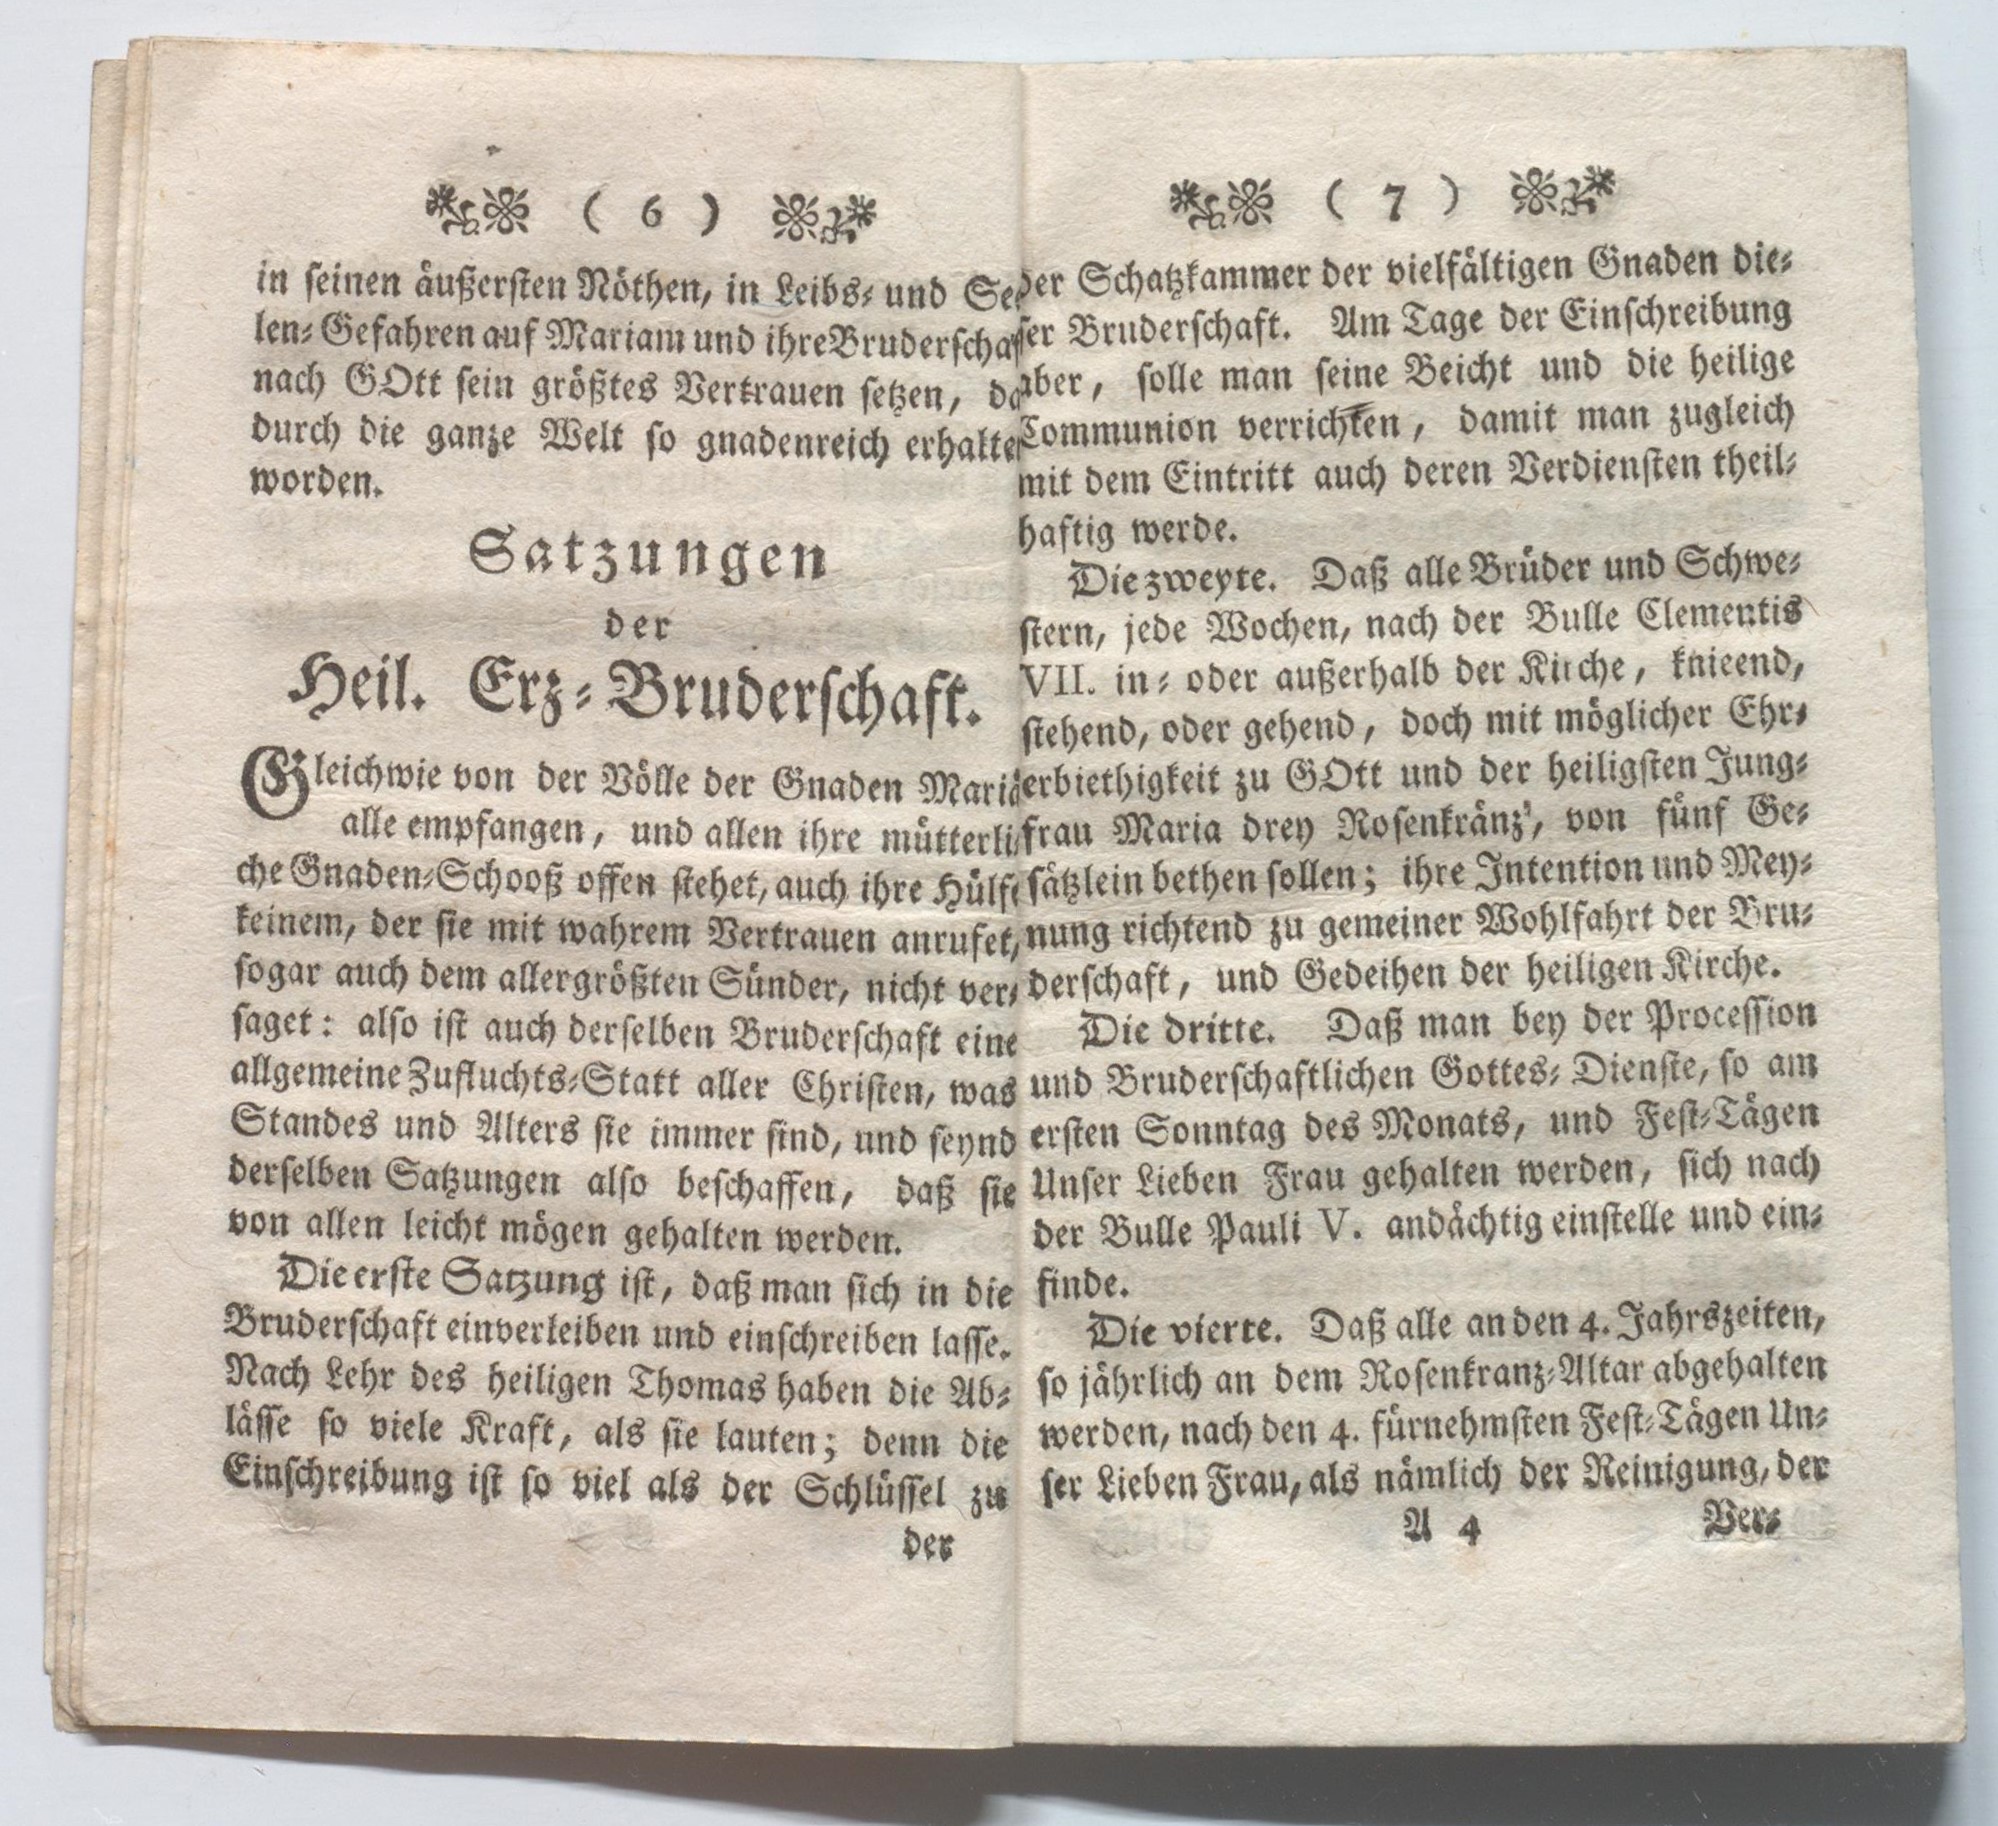 ( 6 )
in seinen äußersten Nöthen, in Leibs- und See
len-Gefahren auf Mariam und ihre Bruderschaf
nach GOtt sein größtes Vertrauen setzen, da
durch die ganze Welt so gnadenreich erhalten
worden.
Satzungen
der
Heil. Erz-Bruderschaft.
Gleichwie von der Völle der Gnaden Mariä
alle empfangen, und allen ihre mütterli-
che Gnaden-Schooß offen stehet, auch ihre Hülfe
keinem, der sie mit wahrem Vertrauen anrufet,
sogar auch dem allergrößten Sünder, nicht ver-
saget: also ist auch derselben Bruderschaft eine
allgemeine Zufluchts-Statt aller Christen, was
Standes und Alters sie immer sind, und seynd
derselben Satzungen also beschaffen, daß sie
von allen leicht mögen gehalten werden.
Die erste Satzung ist, daß man sich in die
Bruderschaft einverleiben und einschreiben lasse.
Nach Lehr des heiligen Thomas haben die Ab-
lässe so viele Kraft, als sie lauten; denn die
Einschreibung ist so viel als der Schlüssel zu
der
( 7 )
der Schatzkammer der vielfältigen Gnaden die-
ser Bruderschaft. Am Tage der Einschreibung
aber, solle man seine Beicht und die heilige
Communion verrichten, damit man zugleich
mit dem Eintritt auch deren Verdiensten theil-
haftig werde.
Die zweyte. Daß alle Brüder und Schwe-
stern, jede Wochen, nach der Bulle Clementis
VII. in- oder außerhalb der Kirche, knieend,
stehend, oder gehend, doch mit möglicher Ehr-
erbiethigkeit zu GOtt und der heiligsten Jung-
frau Maria drey Rosenkränz', von fünf Ge-
sätzlein bethen sollen; ihre Intention und Mey-
nung richtend zu gemeiner Wohlfahrt der Bru-
derschaft, und Gedeihen der heiligen Kirche.
Die dritte. Daß man bey der Procession
und Bruderschaftlichen Gottes-Dienste, so am
ersten Sonntag des Monats, und Fest-Tägen
Unser Lieben Frau gehalten werden, sich nach
der Bulle Pauli V. andächtig einstelle und ein-
finde.
Die vierte. Daß alle an den 4. Jahrszeiten,
so jährlich an dem Rosenkranz-Altar abgehalten
werden, nach den 4. fürnehmsten Fest-Tägen Un-
ser Lieben Frau, als nämlich der Reinigung, der
A 4 Ver-